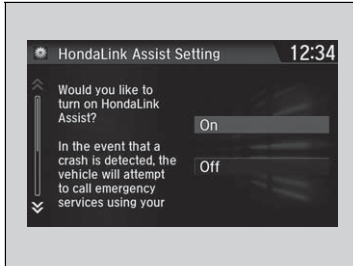 HondaLink Assist Setting 12:34
Would you like to
turn on HondaLink
Assist?
In the event that a
crash is detected, the
vehicle will attempt
to call emergency
services using your
On
Off